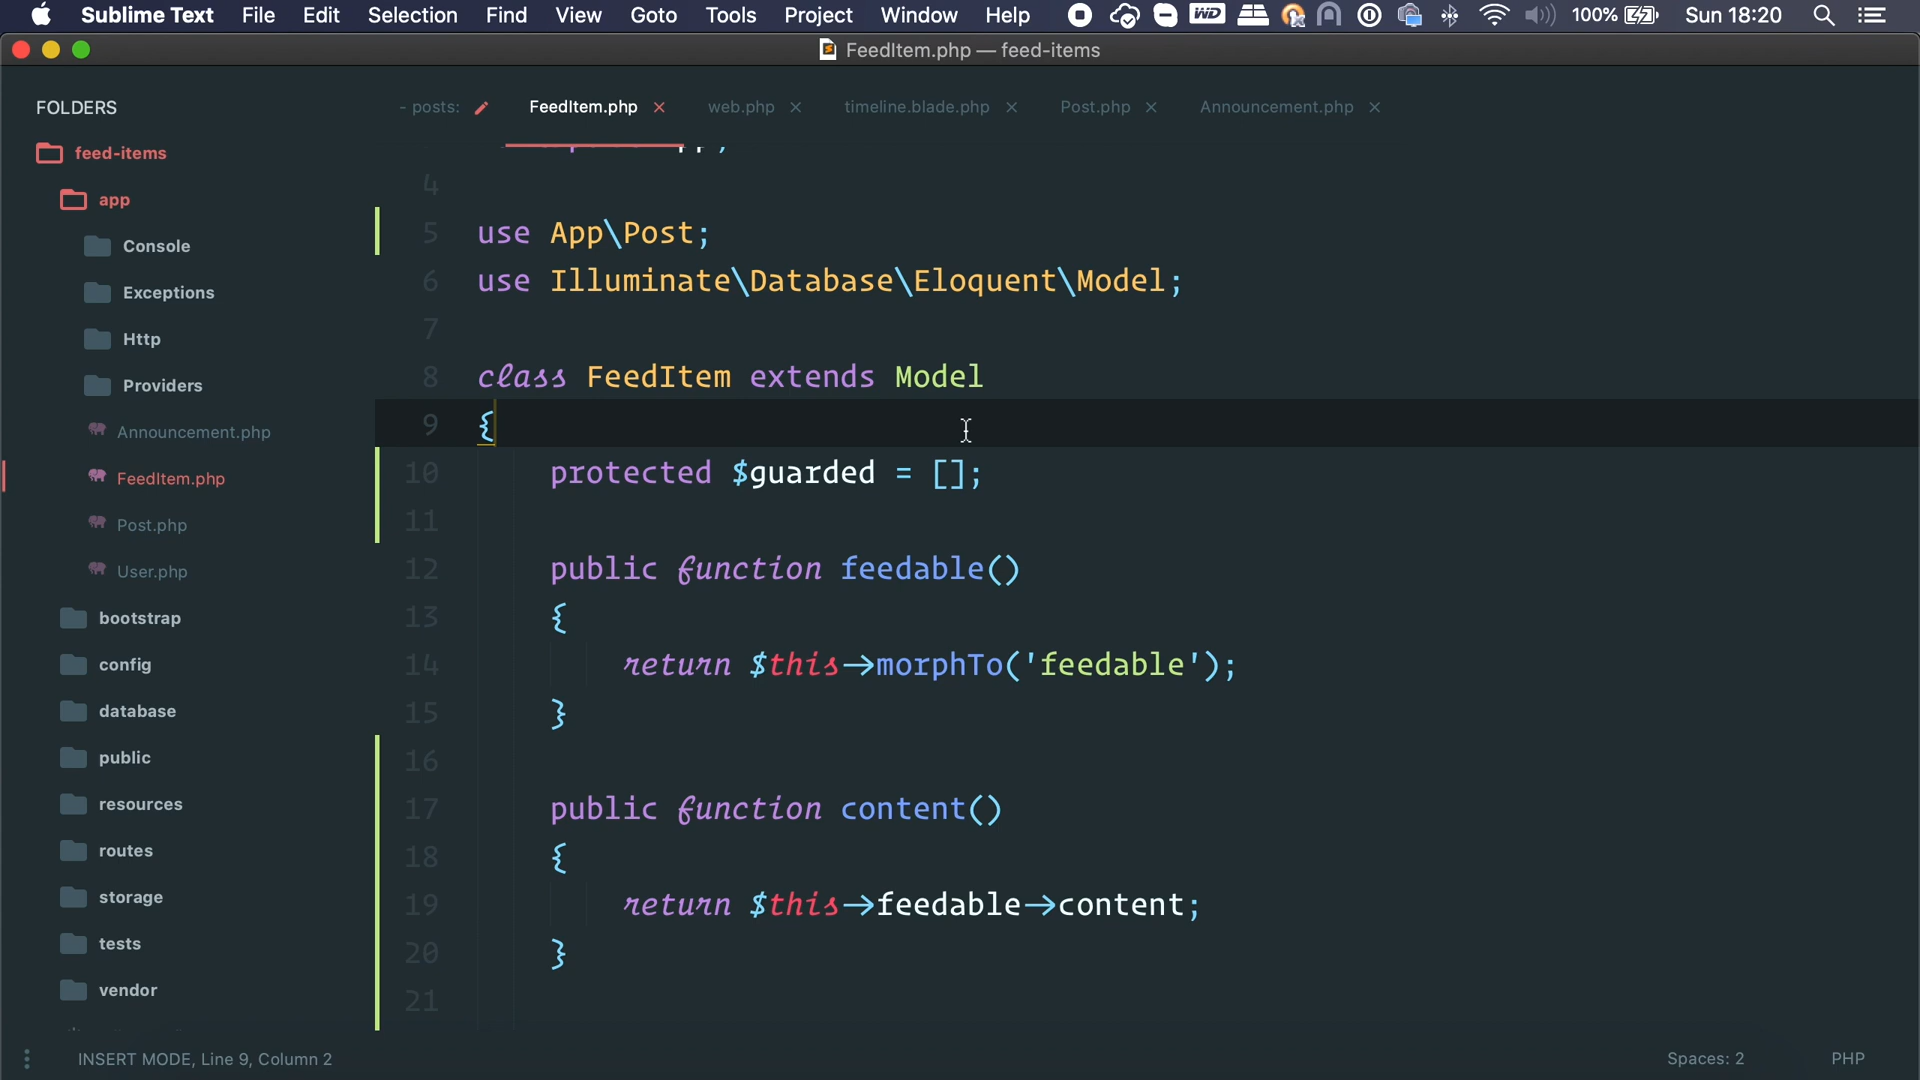 Sublime Text File Edit Selection Find View Goto Tools Project Window Help WD 100% Sun 18:20
FeedItem.php — feed-items
FOLDERS
feed-items
app
Console
Exceptions
Http
Providers
Announcement.php
FeedItem.php
Post.php
User.php
bootstrap
config
database
public
resources
routes
storage
tests
vendor
- posts: FeedItem.php × web.php × timeline.blade.php × Post.php × Announcement.php ×
4
5 use App\Post;
6 use Illuminate\Database\Eloquent\Model;
7
8 class FeedItem extends Model
9 {
10 protected $guarded = [];
11
12 public function feedable()
13 {
14 return $this->morphTo('feedable');
15 }
16
17 public function content()
18 {
19 return $this->feedable->content;
20 }
21
INSERT MODE, Line 9, Column 2 Spaces: 2 PHP